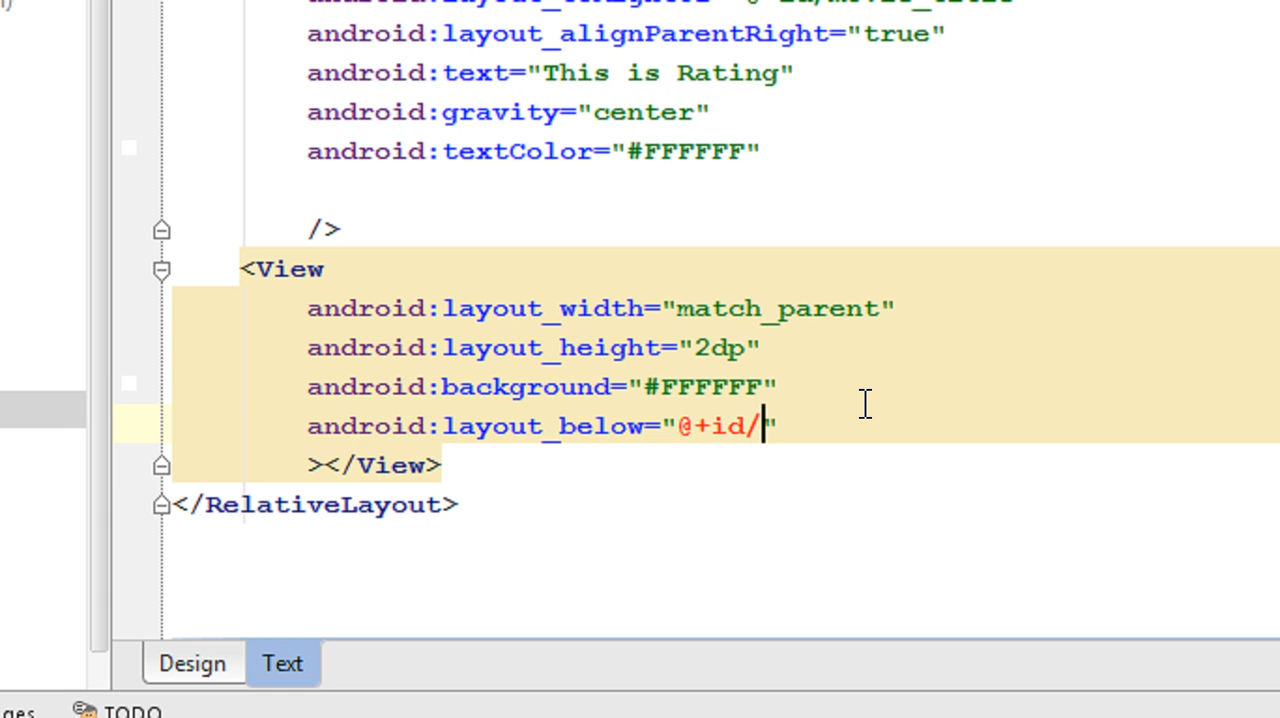 android:layout_alignParentRight="true"
android:text="This is Rating"
android:gravity="center"
android:textColor="#FFFFFF"
/>
<View
android:layout_width="match_parent"
android:layout_height="2dp"
android:background="#FFFFFF"
android:layout_below="@+id/"
></View>
</RelativeLayout>
Design Text
TODO